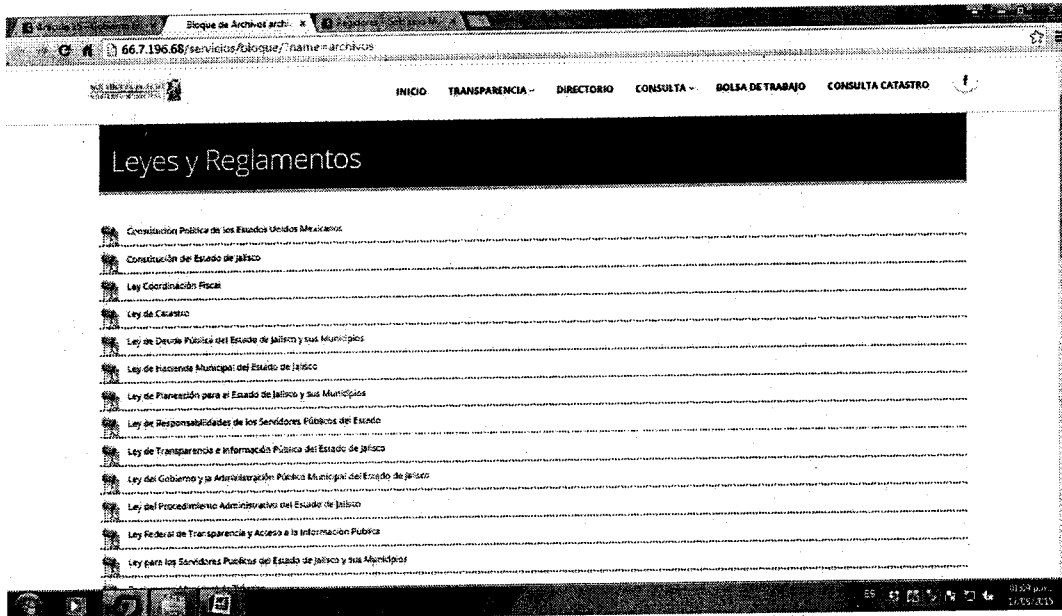 Bloque de Archivos archi. x
66.7.196.68/servicios/bloque/?name=archivos
INICIO TRANSPARENCIA DIRECTORIO CONSULTA BOLSA DE TRABAJO CONSULTA CATASTRO f
Leyes y Reglamentos
Constitución Política de los Estados Unidos Mexicanos
Constitución del Estado de Jalisco
Ley Coordinación Fiscal
Ley de Catastro
Ley de Deuda Pública del Estado de Jalisco y sus Municipios
Ley de Hacienda Municipal del Estado de Jalisco
Ley de Planeación para el Estado de Jalisco y sus Municipios
Ley de Responsabilidades de los Servidores Públicos del Estado
Ley de Transparencia e Información Pública del Estado de Jalisco
Ley del Gobierno y la Administración Pública Municipal del Estado de Jalisco
Ley del Procedimiento Administrativo del Estado de Jalisco
Ley Federal de Transparencia y Acceso a la Información Pública
Ley para los Servidores Publicos del Estado de Jalisco y sus Municipios
ES 01:09 p.m.